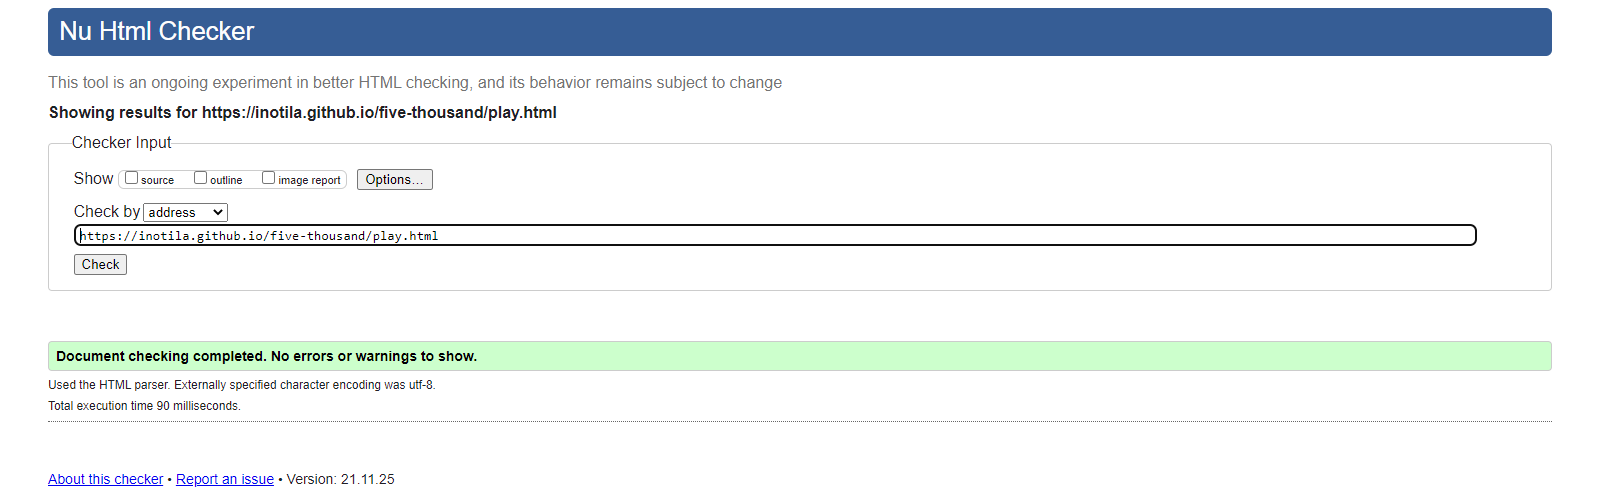 Nu Html Checker
This tool is an ongoing experiment in better HTML checking, and its behavior remains subject to change
Showing results for https://inotila.github.io/five-thousand/play.html
Checker Input
Show source outline image report Options...
Check by address
https://inotila.github.io/five-thousand/play.html
Check
Document checking completed. No errors or warnings to show.
Used the HTML parser. Externally specified character encoding was utf-8.
Total execution time 90 milliseconds.
About this checker • Report an issue • Version: 21.11.25